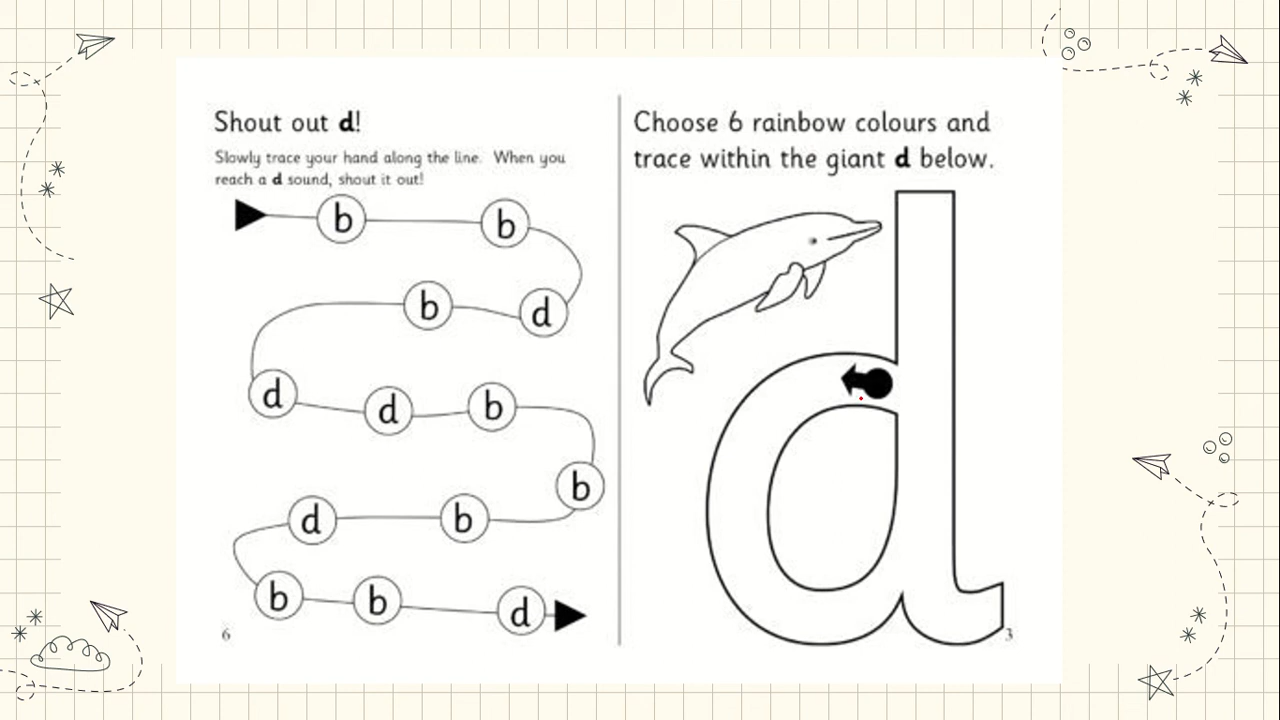 Shout out d!
Slowly trace your hand along the line. When you
reach a d sound, shout it out!
b b
b d
d d b
b
d b
b b d
6
Choose 6 rainbow colours and
trace within the giant d below.
d
3